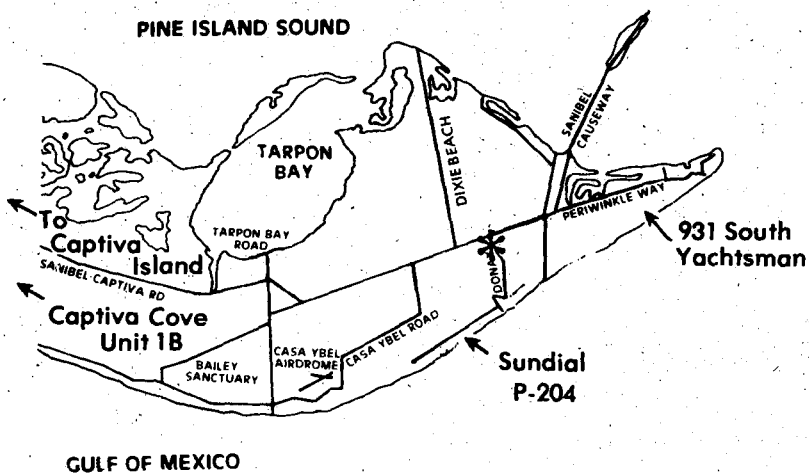 PINE ISLAND SOUND
SANIBEL
CAUSEWAY
TARPON
BAY
DIXIE BEACH
TARPON BAY
ROAD
PERIWINKLE WAY
To
Captiva
Island
931 South
Yachtsman
SANIBEL-CAPTIVA RD
DONAX
Captiva Cove
Unit 1B
BAILEY
SANCTUARY
CASA YBEL
AIRDROME
CASA YBEL ROAD
Sundial
P-204
GULF OF MEXICO